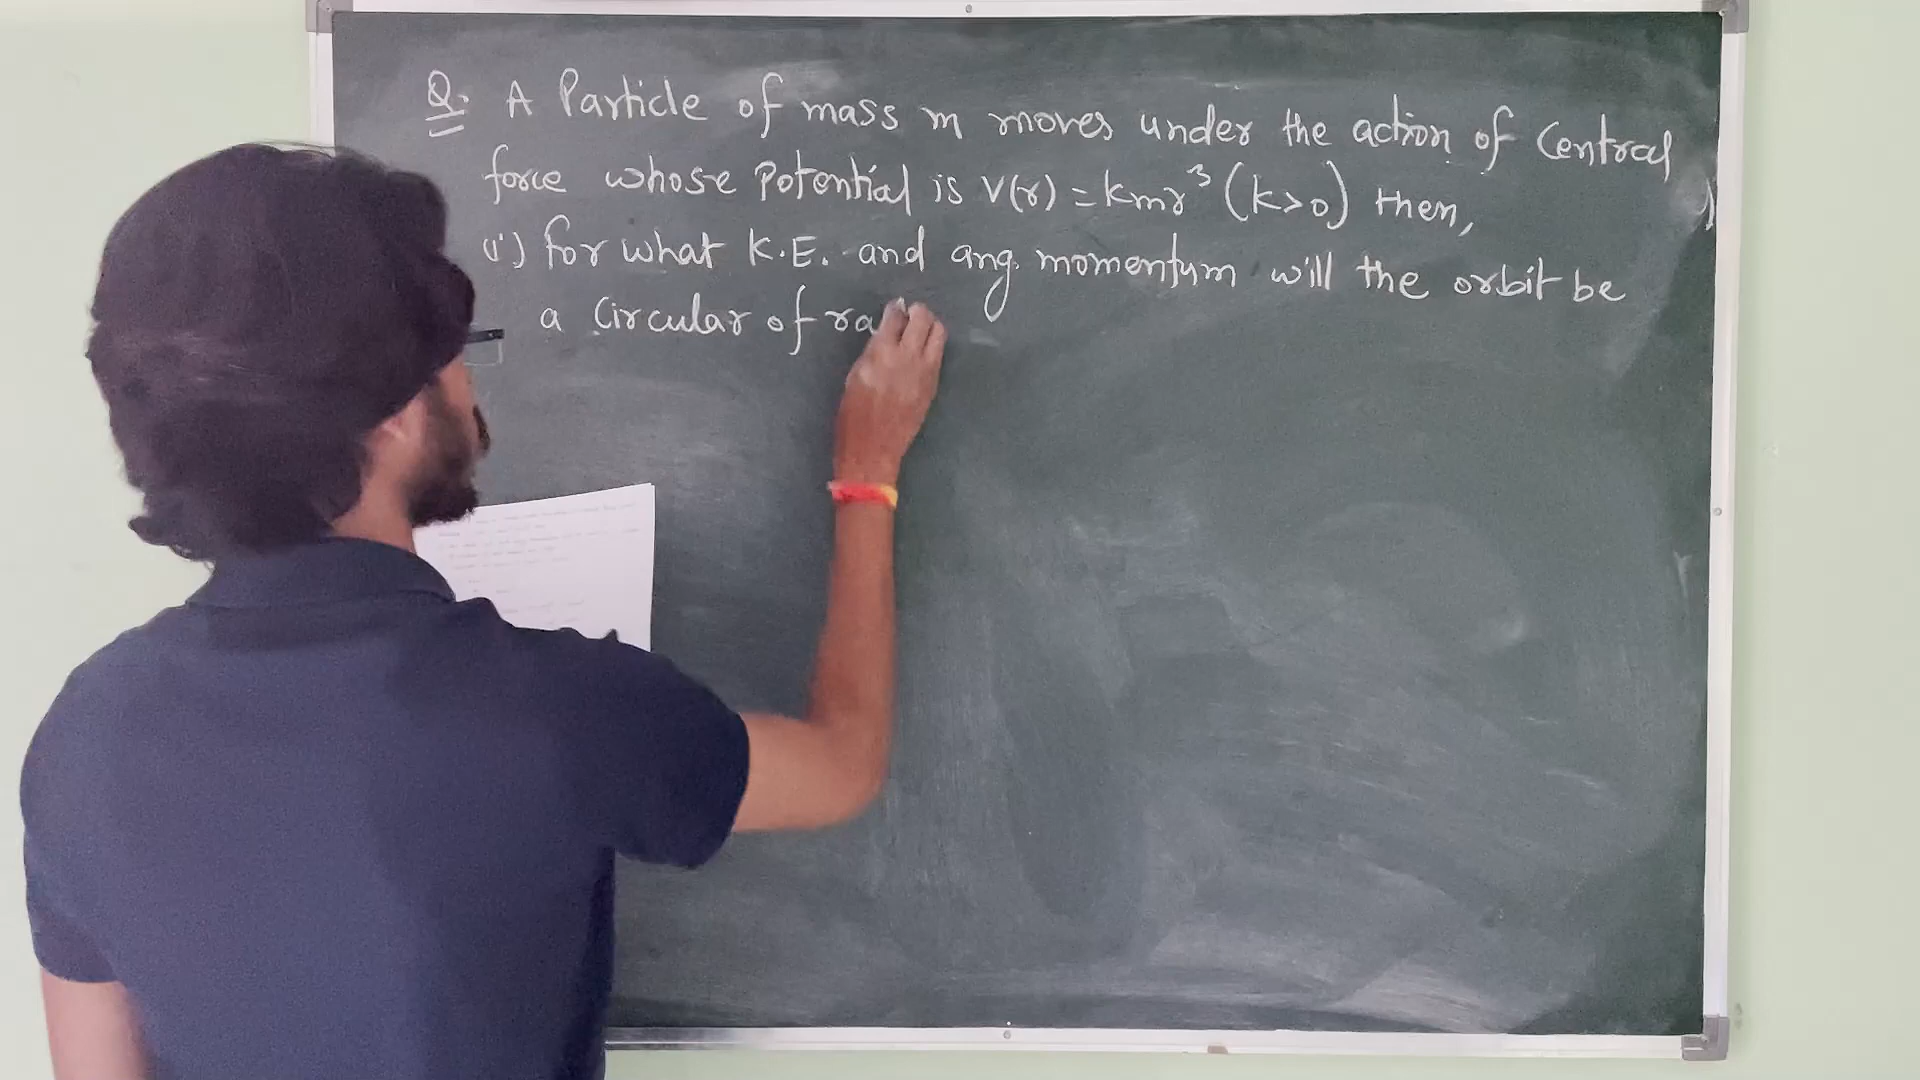 Q. A Particle of mass m moves under the action of Central
force whose Potential is V(r) = kmr³ (k>0) then,
(i) for what K.E. and ang. momentum will the orbit be
a Circular of ra